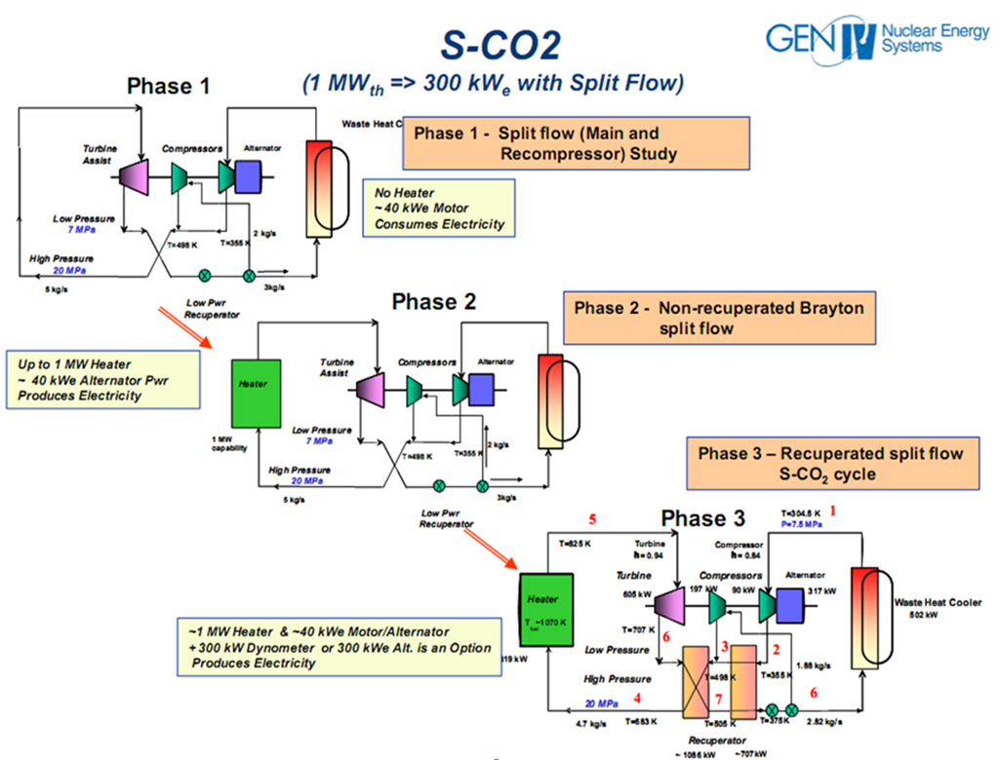 GEN IV Nuclear Energy
Systems
S-CO2
(1 MWth => 300 kWe with Split Flow)
Phase 1
Waste Heat C
Phase 1 - Split flow (Main and
Recompressor) Study
Turbine
Assist
Compressors
Alternator
No Heater
~ 40 kWe Motor
Consumes Electricity
Low Pressure
7 MPa
T=498 K
T=355 K
2 kg/s
High Pressure
20 MPa
5 kg/s
3kg/s
Low Pwr
Recuperator
Phase 2
Phase 2 - Non-recuperated Brayton
split flow
Up to 1 MW Heater
~ 40 kWe Alternator Pwr
Produces Electricity
Heater
Turbine
Assist
Compressors
Alternator
1 MW
capability
Low Pressure
7 MPa
T=498 K
T=355 K
2 kg/s
High Pressure
20 MPa
5 kg/s
3kg/s
Low Pwr
Recuperator
Phase 3 – Recuperated split flow
S-CO2 cycle
Phase 3
5
T=825 K
T=304.5 K
P=7.5 MPa
1
Turbine
h = 0.94
Compressor
h = 0.84
Turbine
Compressors
Alternator
605 kW
197 kW
90 kW
317 kW
Heater
Tfuel ~1070 K
Waste Heat Cooler
502 kW
~1 MW Heater & ~40 kWe Motor/Alternator
+ 300 kW Dynometer or 300 kWe Alt. is an Option
Produces Electricity
819 kW
T=707 K
6
Low Pressure
3
2
T=498 K
T=355 K
1.88 kg/s
High Pressure
20 MPa
4
7
6
4.7 kg/s
T=683 K
T=505 K
T=375K
2.82 kg/s
Recuperator
~ 1086 kW
~707kW